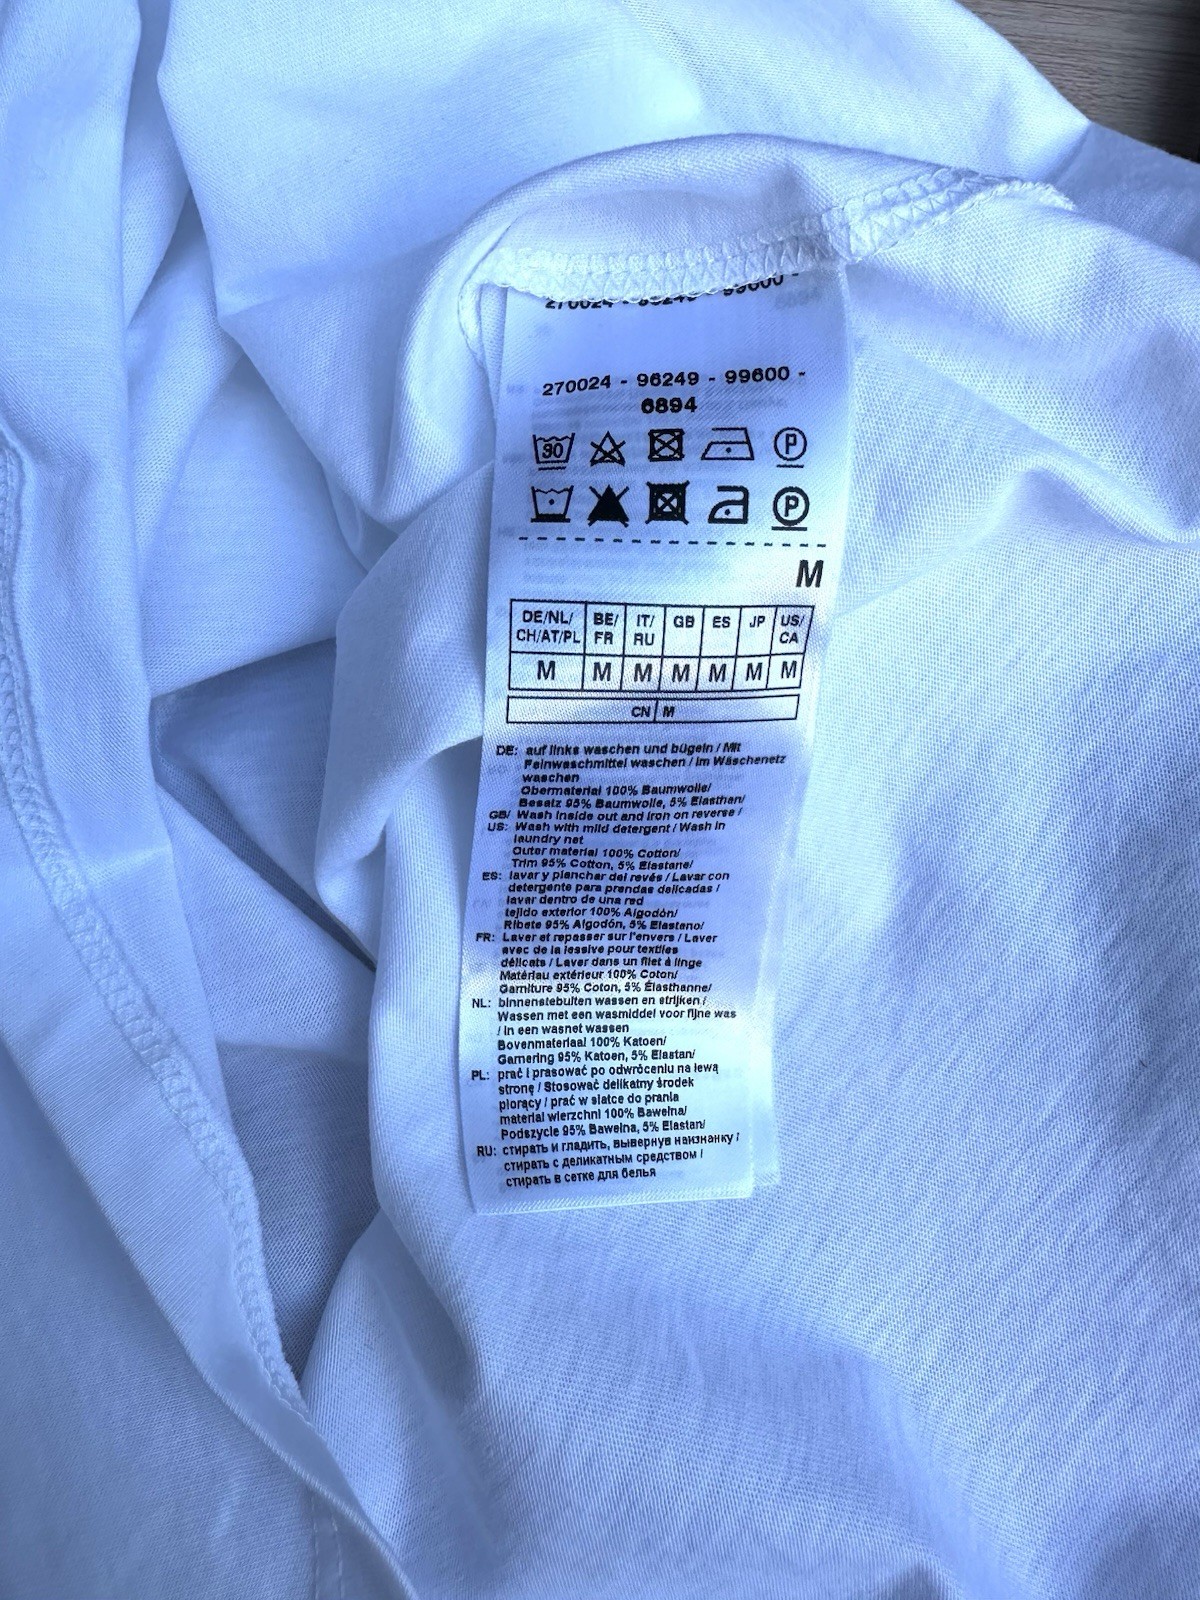 270024 - 96249 - 99600 -
270024 - 96249 - 99600 -
6894
30
P
P
M
DE/NL/ BE/ IT/ GB ES JP US/
CH/AT/PL FR RU CA
M M M M M M M
CN M
DE: auf links waschen und bügeln / Mit
Feinwaschmittel waschen / im Wäschenetz
waschen
Obermaterial 100% Baumwolle/
Besatz 95% Baumwolle, 5% Elasthan/
GB/ Wash inside out and iron on reverse /
US: Wash with mild detergent / Wash in
laundry net
Outer material 100% Cotton/
Trim 95% Cotton, 5% Elastane/
ES: lavar y planchar del revés / Lavar con
detergente para prendas delicadas /
lavar dentro de una red
tejido exterior 100% Algodón/
Ribete 95% Algodón, 5% Elasteno/
FR: Laver et repasser sur l'envers / Laver
avec de la lessive pour textiles
délicats / Laver dans un filet à linge
Matériau extérieur 100% Coton/
Garniture 95% Coton, 5% Élasthanne/
NL: binnenstebuiten wassen en strijken /
Wassen met een wasmiddel voor fijne was
/ in een wasnet wassen
Bovenmateriaal 100% Katoen/
Garnering 95% Katoen, 5% Elastan/
PL: prać i prasować po odwróceniu na lewą
stronę / Stosować delikatny środek
piorący / prać w siatce do prania
materiał wierzchni 100% Bawełna/
Podszycie 95% Bawełna, 5% Elastan/
RU: стирать и гладить, вывернув наизнанку /
стирать с деликатным средством /
стирать в сетке для белья